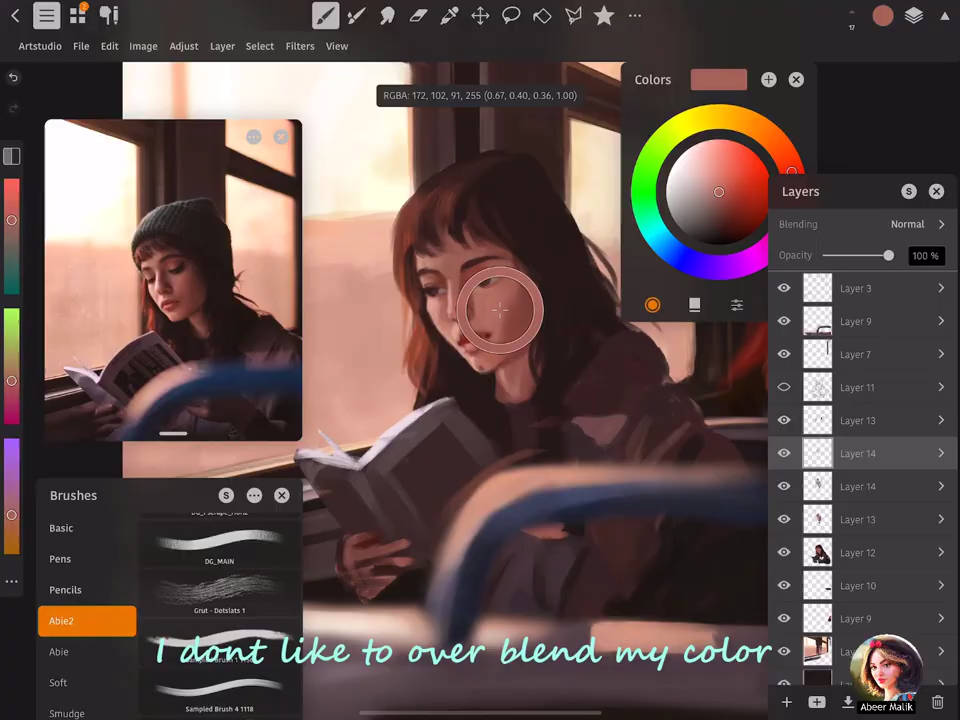 17
Artstudio File Edit Image Adjust Layer Select Filters View
RGBA: 172, 102, 91, 255 (0.67, 0.40, 0.36, 1.00)
Colors
Layers
Blending Normal
Opacity 100 %
Layer 3
Layer 9
Layer 7
Layer 11
Layer 13
Layer 14
Layer 14
Layer 13
Layer 12
Layer 10
Layer 9
Brushes
Basic
Pens
Pencils
Abie2
Abie
Soft
Smudge
DG_MAIN
Grut - Dotslats 1
Sampled Brush 4 1118
I dont like to over blend my color
Abeer Malik